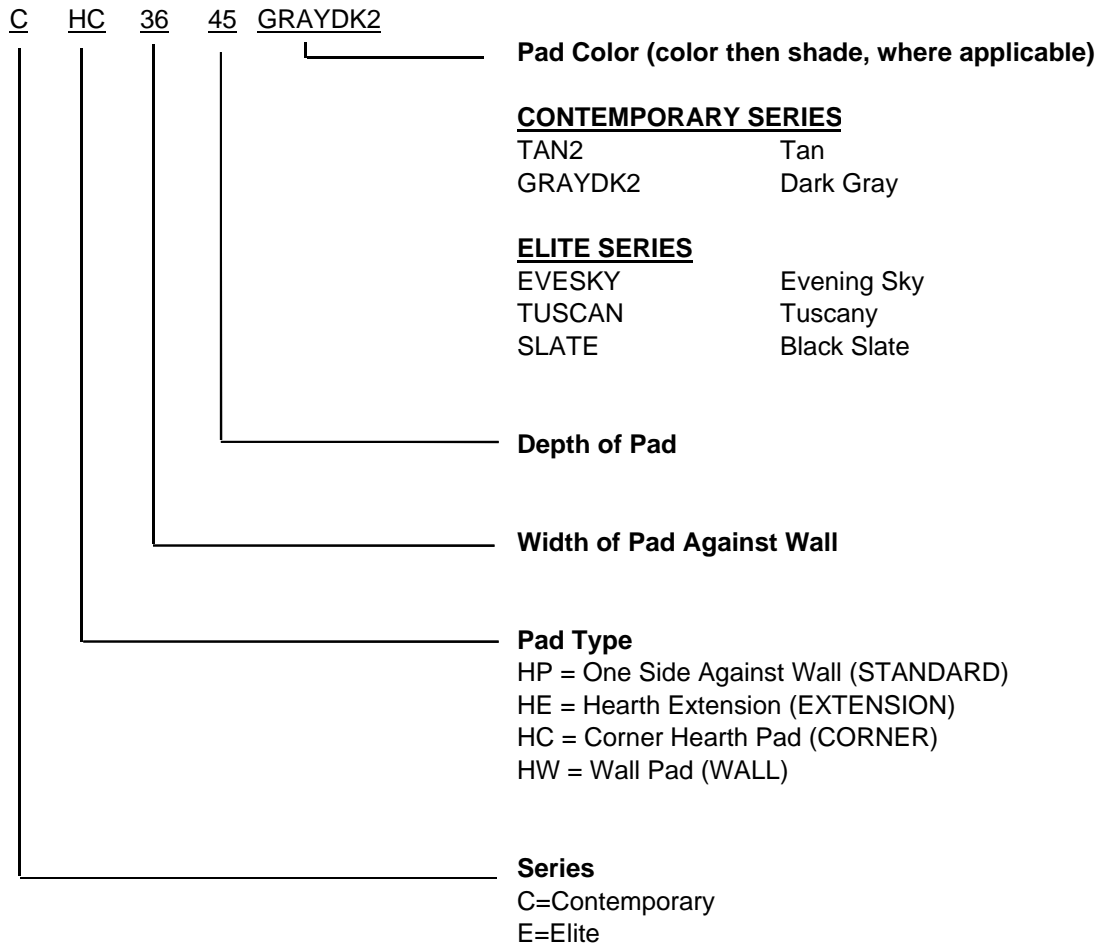 C HC 36 45 GRAYDK2
Pad Color (color then shade, where applicable)
CONTEMPORARY SERIES
TAN2 Tan
GRAYDK2 Dark Gray
ELITE SERIES
EVESKY Evening Sky
TUSCAN Tuscany
SLATE Black Slate
Depth of Pad
Width of Pad Against Wall
Pad Type
HP = One Side Against Wall (STANDARD)
HE = Hearth Extension (EXTENSION)
HC = Corner Hearth Pad (CORNER)
HW = Wall Pad (WALL)
Series
C=Contemporary
E=Elite